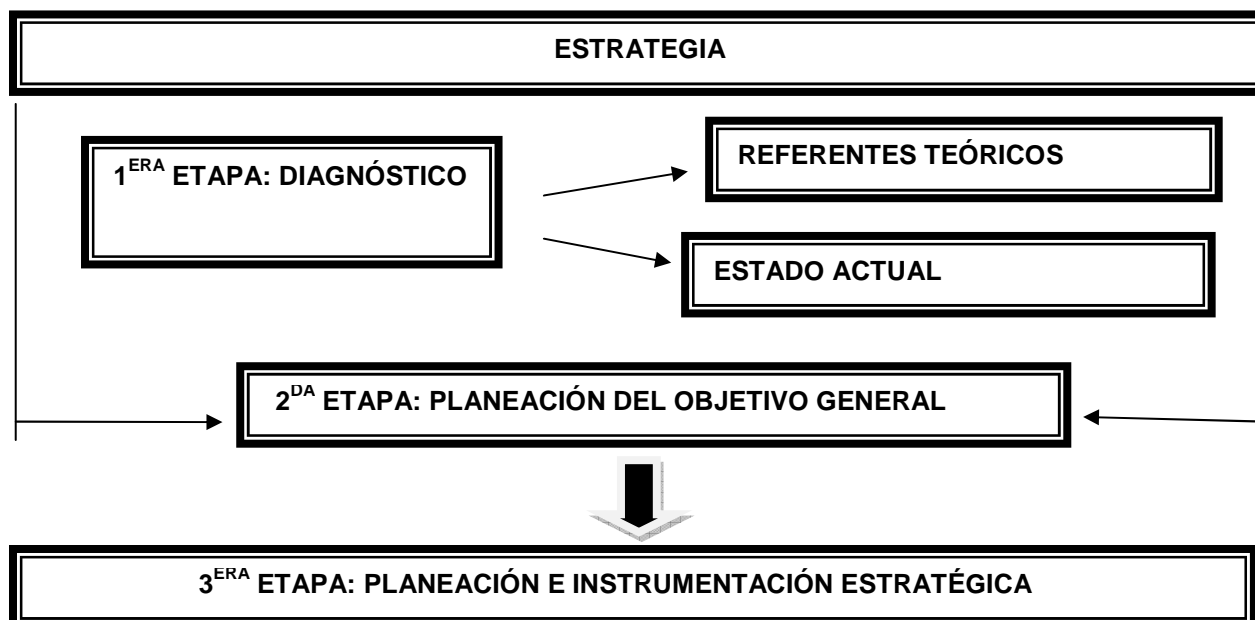 ESTRATEGIA
1ERA ETAPA: DIAGNÓSTICO
REFERENTES TEÓRICOS
ESTADO ACTUAL
2DA ETAPA: PLANEACIÓN DEL OBJETIVO GENERAL
3ERA ETAPA: PLANEACIÓN E INSTRUMENTACIÓN ESTRATÉGICA